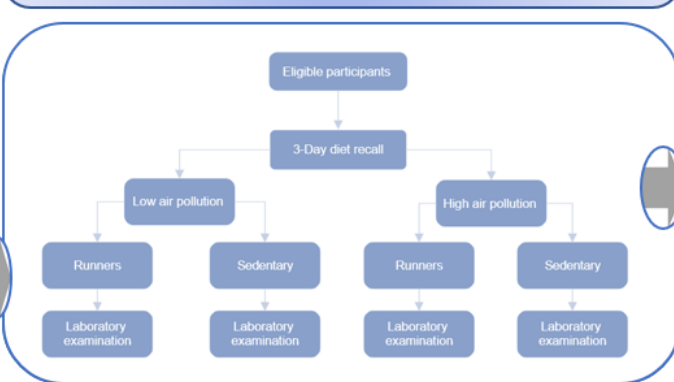 Eligible participants
3-Day diet recall
Low air pollution
High air pollution
Runners
Sedentary
Runners
Sedentary
Laboratory
examination
Laboratory
examination
Laboratory
examination
Laboratory
examination